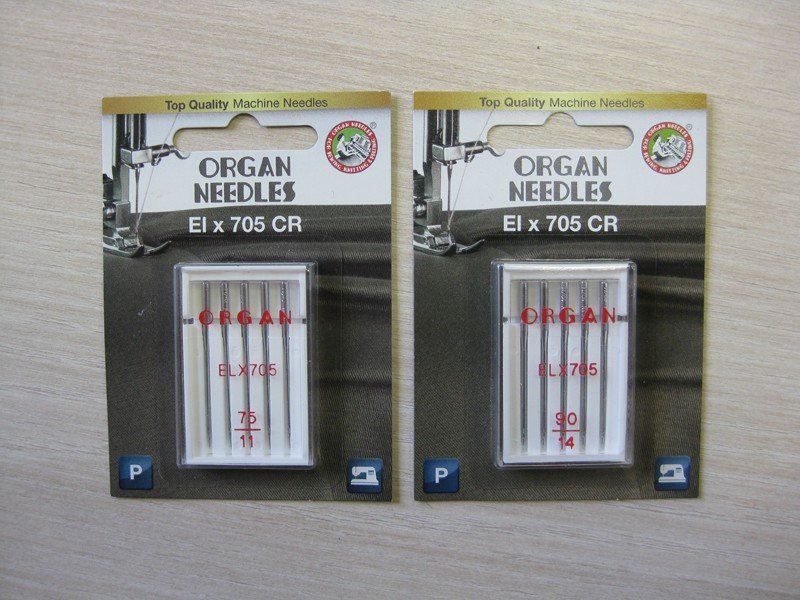 Top Quality Machine Needles
ORGAN
NEEDLES
El x 705 CR
ORGAN
ELX705
75
11
P
Top Quality Machine Needles
ORGAN
NEEDLES
El x 705 CR
ORGAN
ELX705
90
14
P